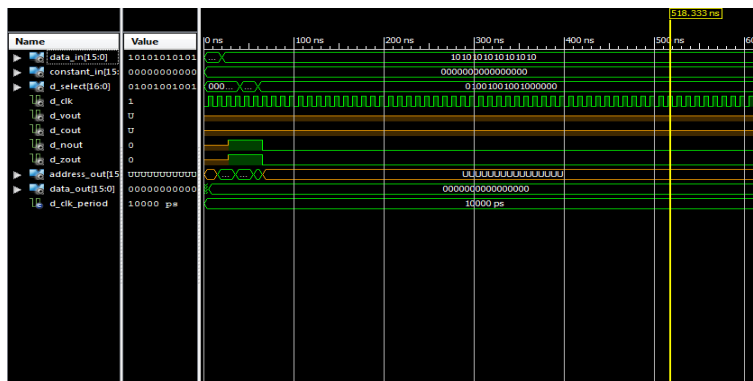 518.333 ns
Name Value 0 ns 100 ns 200 ns 300 ns 400 ns 500 ns 600
data_in[15:0] 10101010101 ... 1010101010101010
constant_in[15: 00000000000 0000000000000000
d_select[16:0] 01001001001 000... ... 01001001001000000
d_clk 1
d_vout U
d_cout U
d_nout 0
d_zout 0
address_out[15 UUUUUUUUUUU ... ... UUUUUUUUUUUUUUUU
data_out[15:0] 00000000000 0000000000000000
d_clk_period 10000 ps 10000 ps